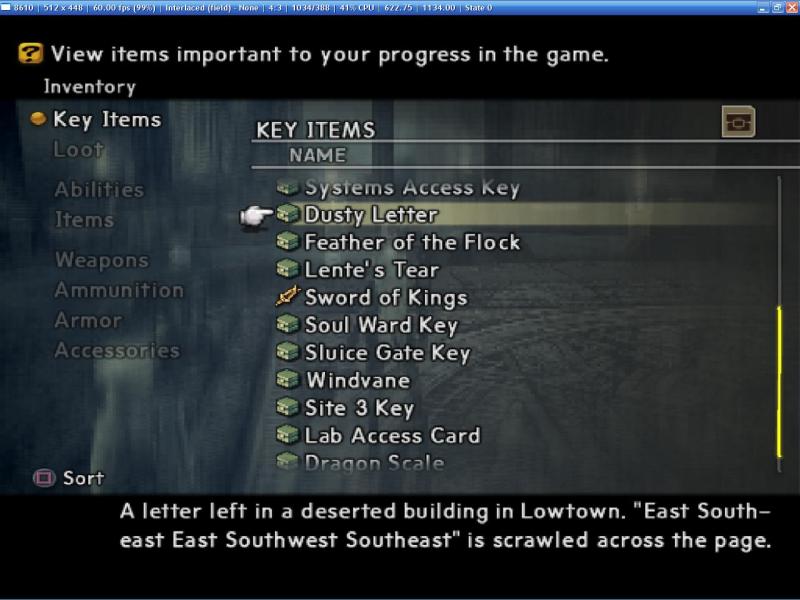 8610 | 512 x 448 | 60.00 fps (99%) | Interlaced (field) - None | 4:3 | 1034/388 | 41% CPU | 622.75 | 1134.00 | State 0
? View items important to your progress in the game.
Inventory
Key Items
Loot
Abilities
Items
Weapons
Ammunition
Armor
Accessories
Sort
KEY ITEMS
NAME
Systems Access Key
Dusty Letter
Feather of the Flock
Lente's Tear
Sword of Kings
Soul Ward Key
Sluice Gate Key
Windvane
Site 3 Key
Lab Access Card
Dragon Scale
A letter left in a deserted building in Lowtown. "East South-
east East Southwest Southeast" is scrawled across the page.